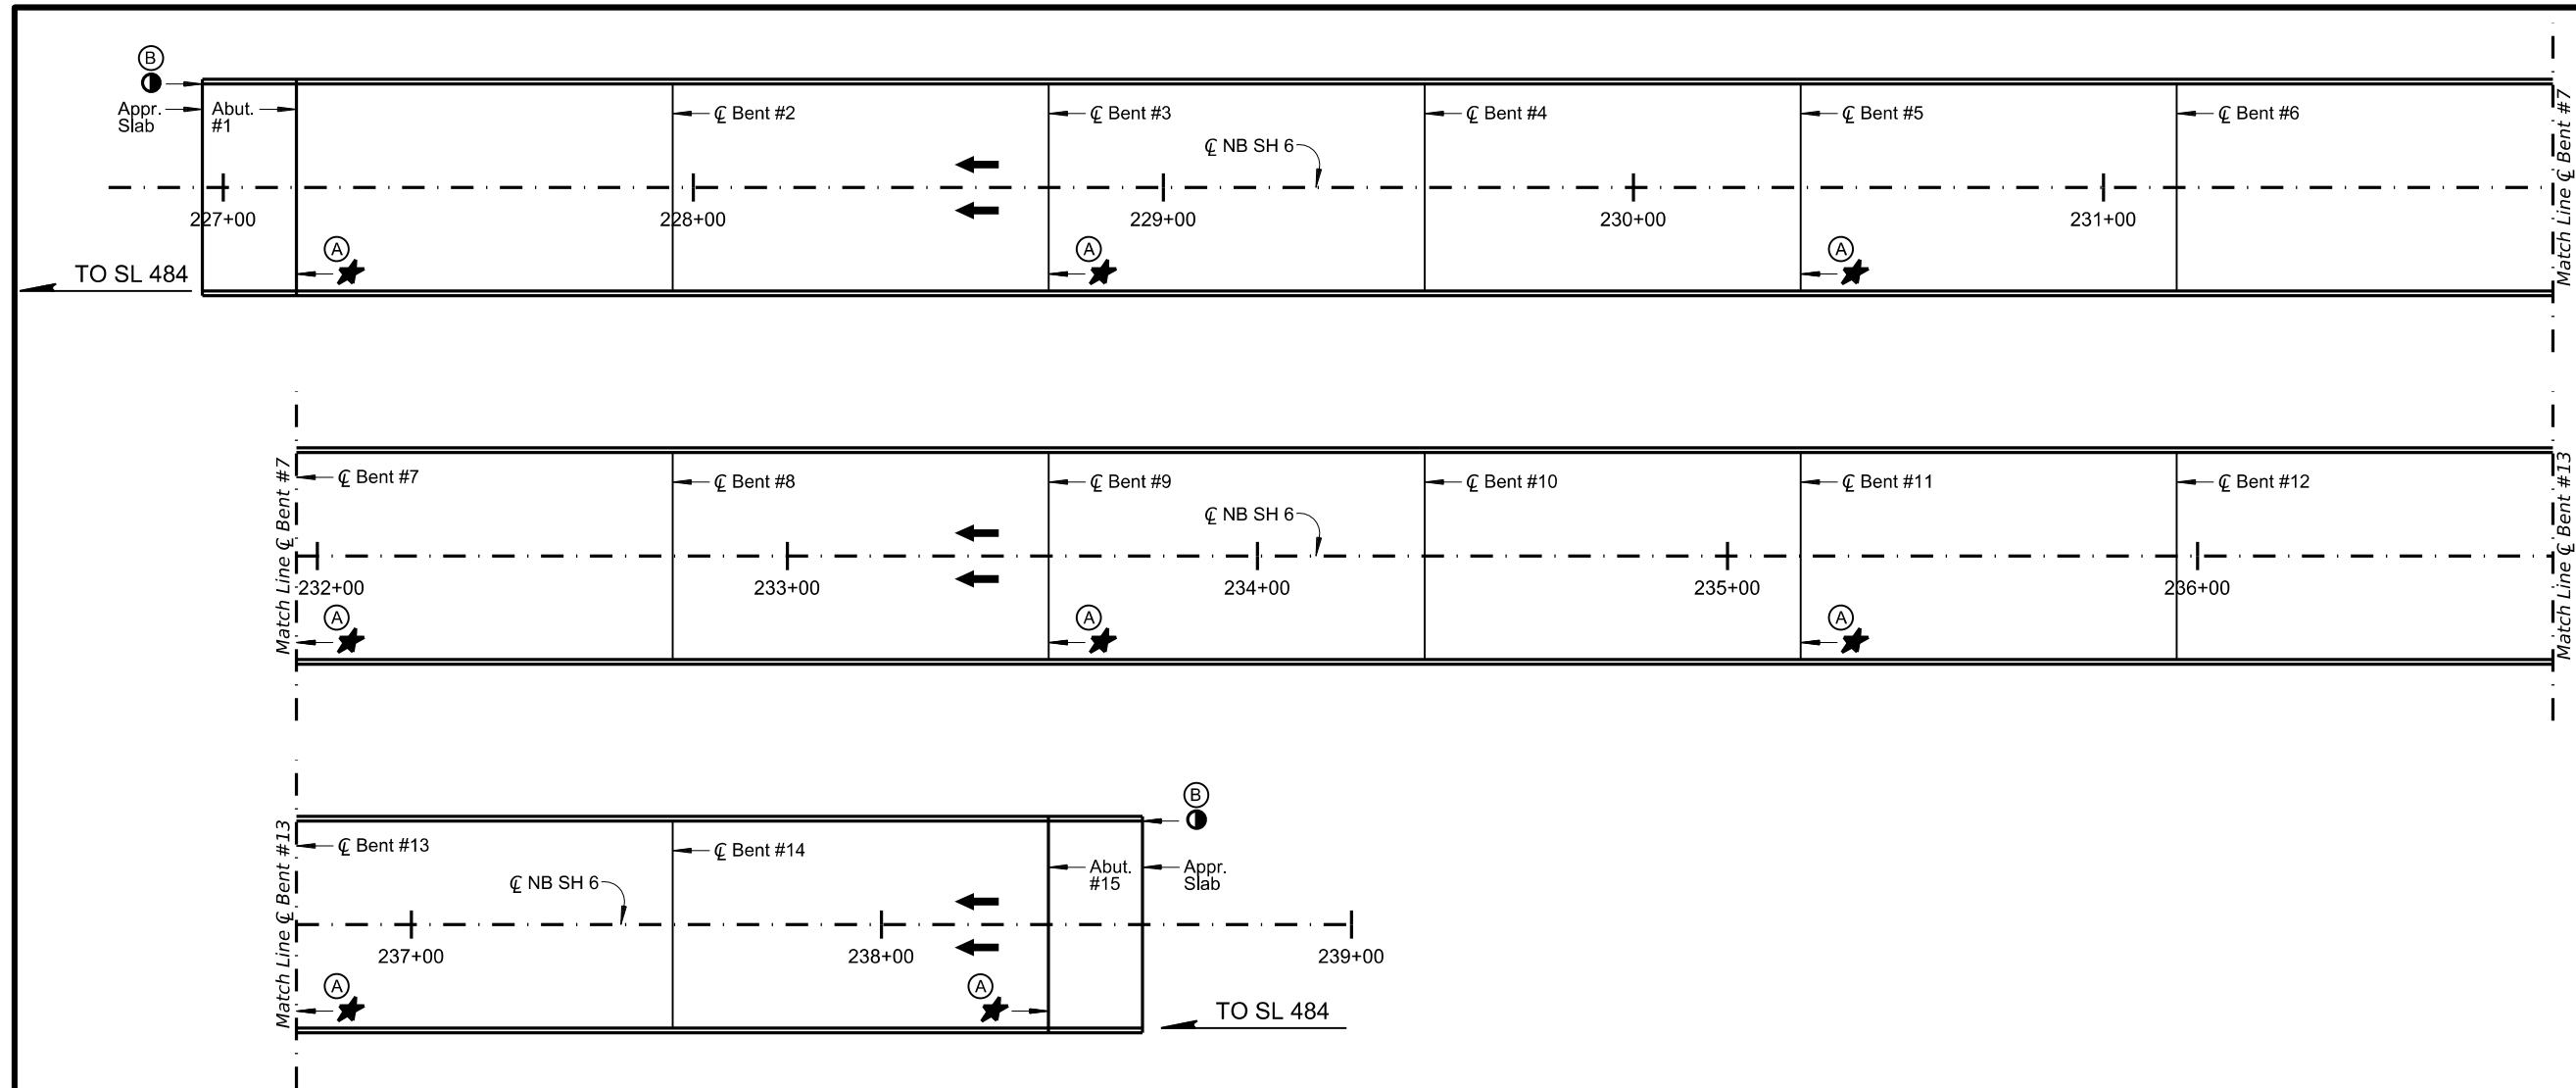 B
Appr.
Slab
Abut.
#1
℄ Bent #2
℄ Bent #3
℄ Bent #4
℄ Bent #5
℄ Bent #6
℄ NB SH 6
227+00
228+00
229+00
230+00
231+00
A
A
A
TO SL 484
Match Line ℄ Bent #7
Match Line ℄ Bent #7
℄ Bent #7
℄ Bent #8
℄ Bent #9
℄ Bent #10
℄ Bent #11
℄ Bent #12
℄ NB SH 6
232+00
233+00
234+00
235+00
236+00
A
A
A
Match Line ℄ Bent #13
Match Line ℄ Bent #13
B
℄ Bent #13
℄ Bent #14
Abut.
#15
Appr.
Slab
℄ NB SH 6
237+00
238+00
239+00
A
A
TO SL 484